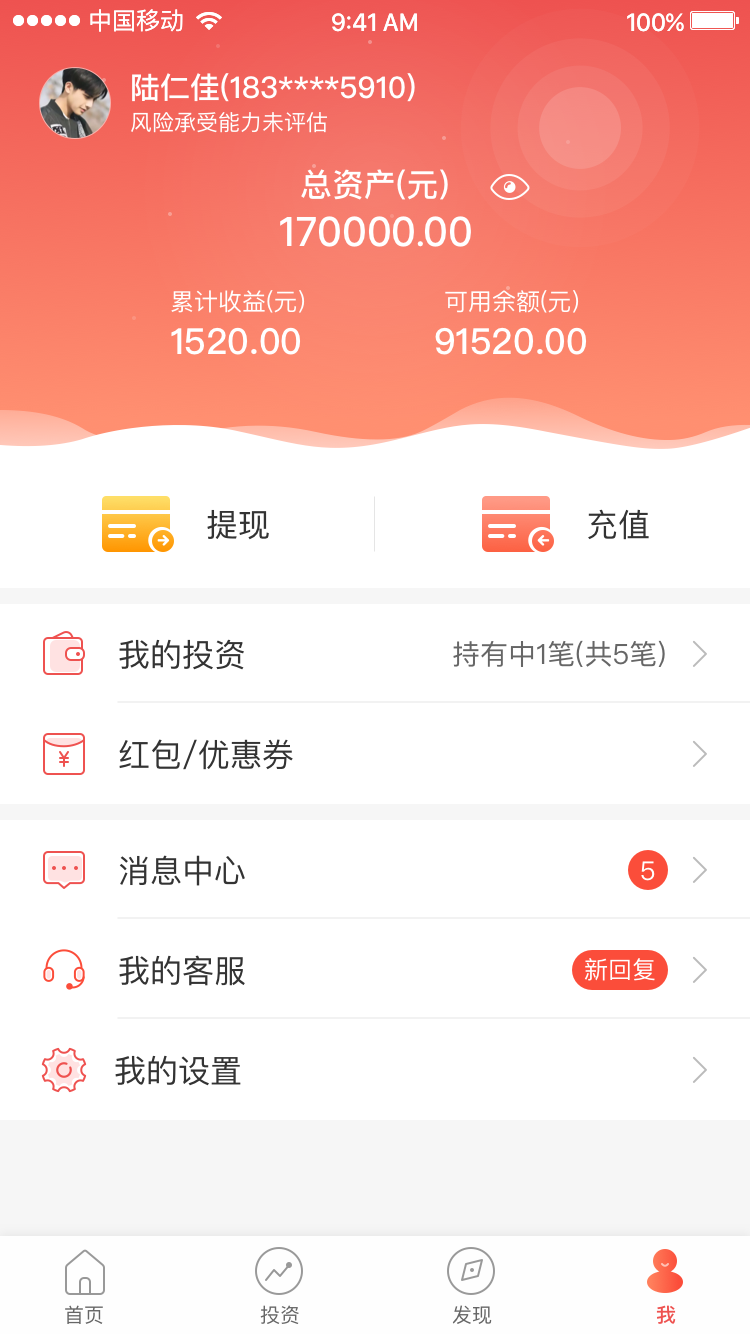 中国移动 9:41 AM 100%
陆仁佳(183****5910)
风险承受能力未评估
总资产(元)
170000.00
累计收益(元) 可用余额(元)
1520.00 91520.00
提现 充值
我的投资 持有中1笔(共5笔)
¥ 红包/优惠券
消息中心 5
我的客服 新回复
我的设置
首页 投资 发现 我